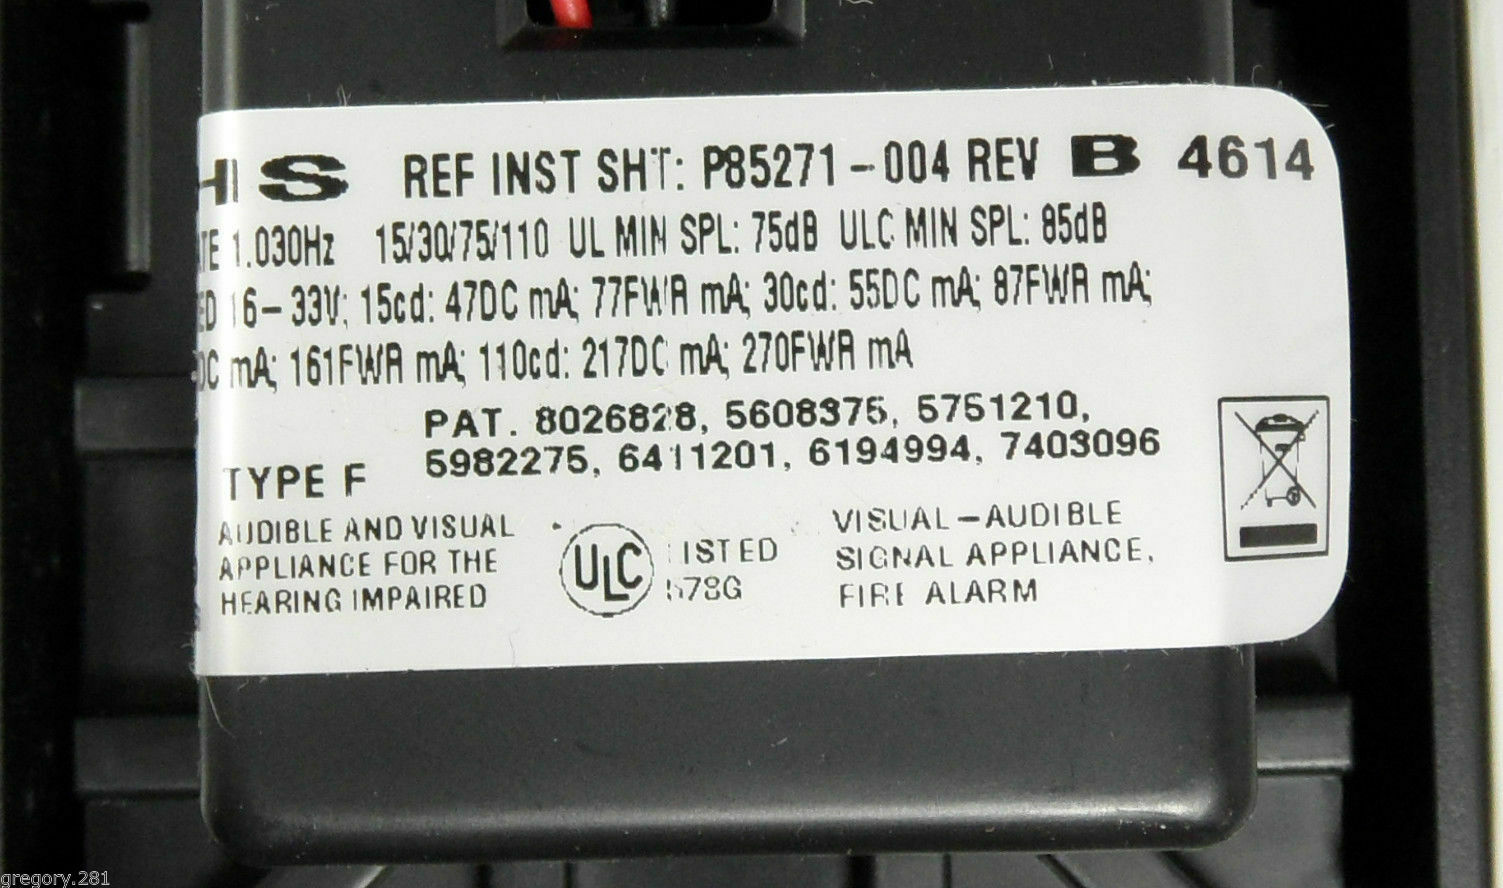 HIS REF INST SHT: P85271-004 REV B 4614
1.030Hz 15/30/75/110 UL MIN SPL: 75dB ULC MIN SPL: 85dB
16-33V; 15cd: 47DC mA; 77FWR mA; 30cd: 55DC mA; 87FWR mA;
DC mA; 161FWR mA; 110cd: 217DC mA; 270FWR mA
PAT. 8026828, 5608375, 5751210,
5982275, 6411201, 6194994, 7403096
TYPE F
AUDIBLE AND VISUAL
APPLIANCE FOR THE
HEARING IMPAIRED
ULC
LISTED
578G
VISUAL-AUDIBLE
SIGNAL APPLIANCE,
FIRE ALARM
gregory.281